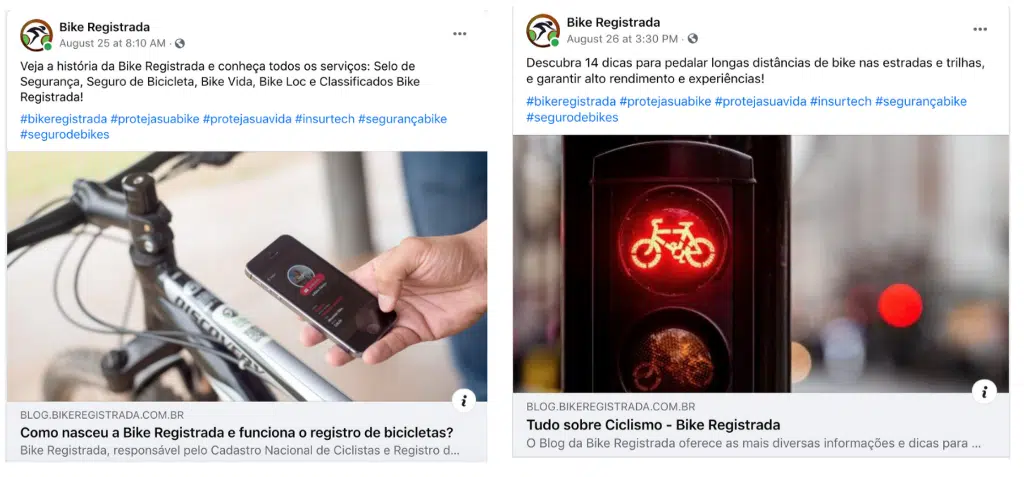 Bike Registrada
August 25 at 8:10 AM ·
Veja a história da Bike Registrada e conheça todos os serviços: Selo de
Segurança, Seguro de Bicicleta, Bike Vida, Bike Loc e Classificados Bike
Registrada!
#bikeregistrada #protejasuabike #protejasuavida #insurtech #segurançabike
#segurodebikes
DISCOVERY
BLOG.BIKEREGISTRADA.COM.BR
Como nasceu a Bike Registrada e funciona o registro de bicicletas?
Bike Registrada, responsável pelo Cadastro Nacional de Ciclistas e Registro d...
Bike Registrada
August 26 at 3:30 PM ·
Descubra 14 dicas para pedalar longas distâncias de bike nas estradas e trilhas,
e garantir alto rendimento e experiências!
#bikeregistrada #protejasuabike #protejasuavida #insurtech #segurançabike
#segurodebikes
BLOG.BIKEREGISTRADA.COM.BR
Tudo sobre Ciclismo - Bike Registrada
O Blog da Bike Registrada oferece as mais diversas informações e dicas para ...